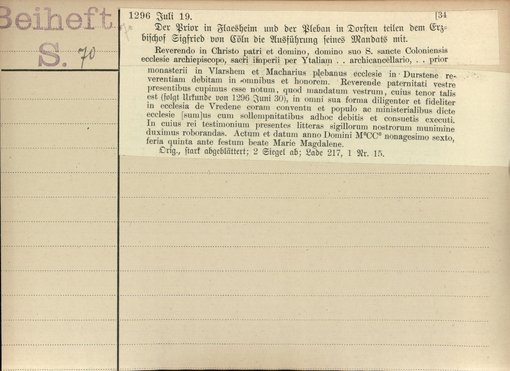 Beiheft.
S. 70
1296 Juli 19. [34
Der Prior in Flaesheim und der Pleban in Dorsten teilen dem Erz-
bischof Sigfried von Cöln die Ausführung seines Mandats mit.
Reverendo in Christo patri et domino, domino suo S. sancte Coloniensis
ecclesie archiepiscopo, sacri imperii per Ytaliam . . archicancellario, . . prior
monasterii in Vlarshem et Macharius plebanus ecclesie in Durstene re-
verentiam debitam in omnibus et honorem. Reverende paternitati vestre
presentibus cupimus esse notum, quod mandatum vestrum, cuius tenor talis
est (folgt Urkunde von 1296 Juni 30), in omni sua forma diligenter et fideliter
in ecclesia de Vredene coram conventu et populo ac ministerialibus dicte
ecclesie [sum]us cum sollempnitatibus adhoc debitis et consuetis executi.
In cuius rei testimonium presentes litteras sigillorum nostrorum munimine
duximus roborandas. Actum et datum anno Domini MºCCº nonagesimo sexto,
feria quinta ante festum beate Marie Magdalene.
Orig., stark abgeblättert; 2 Siegel ab; Lade 217, 1 Nr. 15.